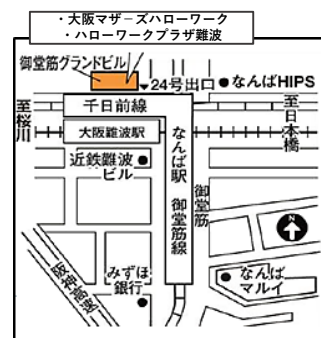 ・大阪マザーズハローワーク
・ハローワークプラザ難波
御堂筋グランドビル
24号出口
なんばHIPS
至桜川
千日前線
至日本橋
大阪難波駅
なんば駅 御堂筋線
御堂筋
近鉄難波
ビル
N
阪神高速
みずほ
銀行
なんば
マルイ